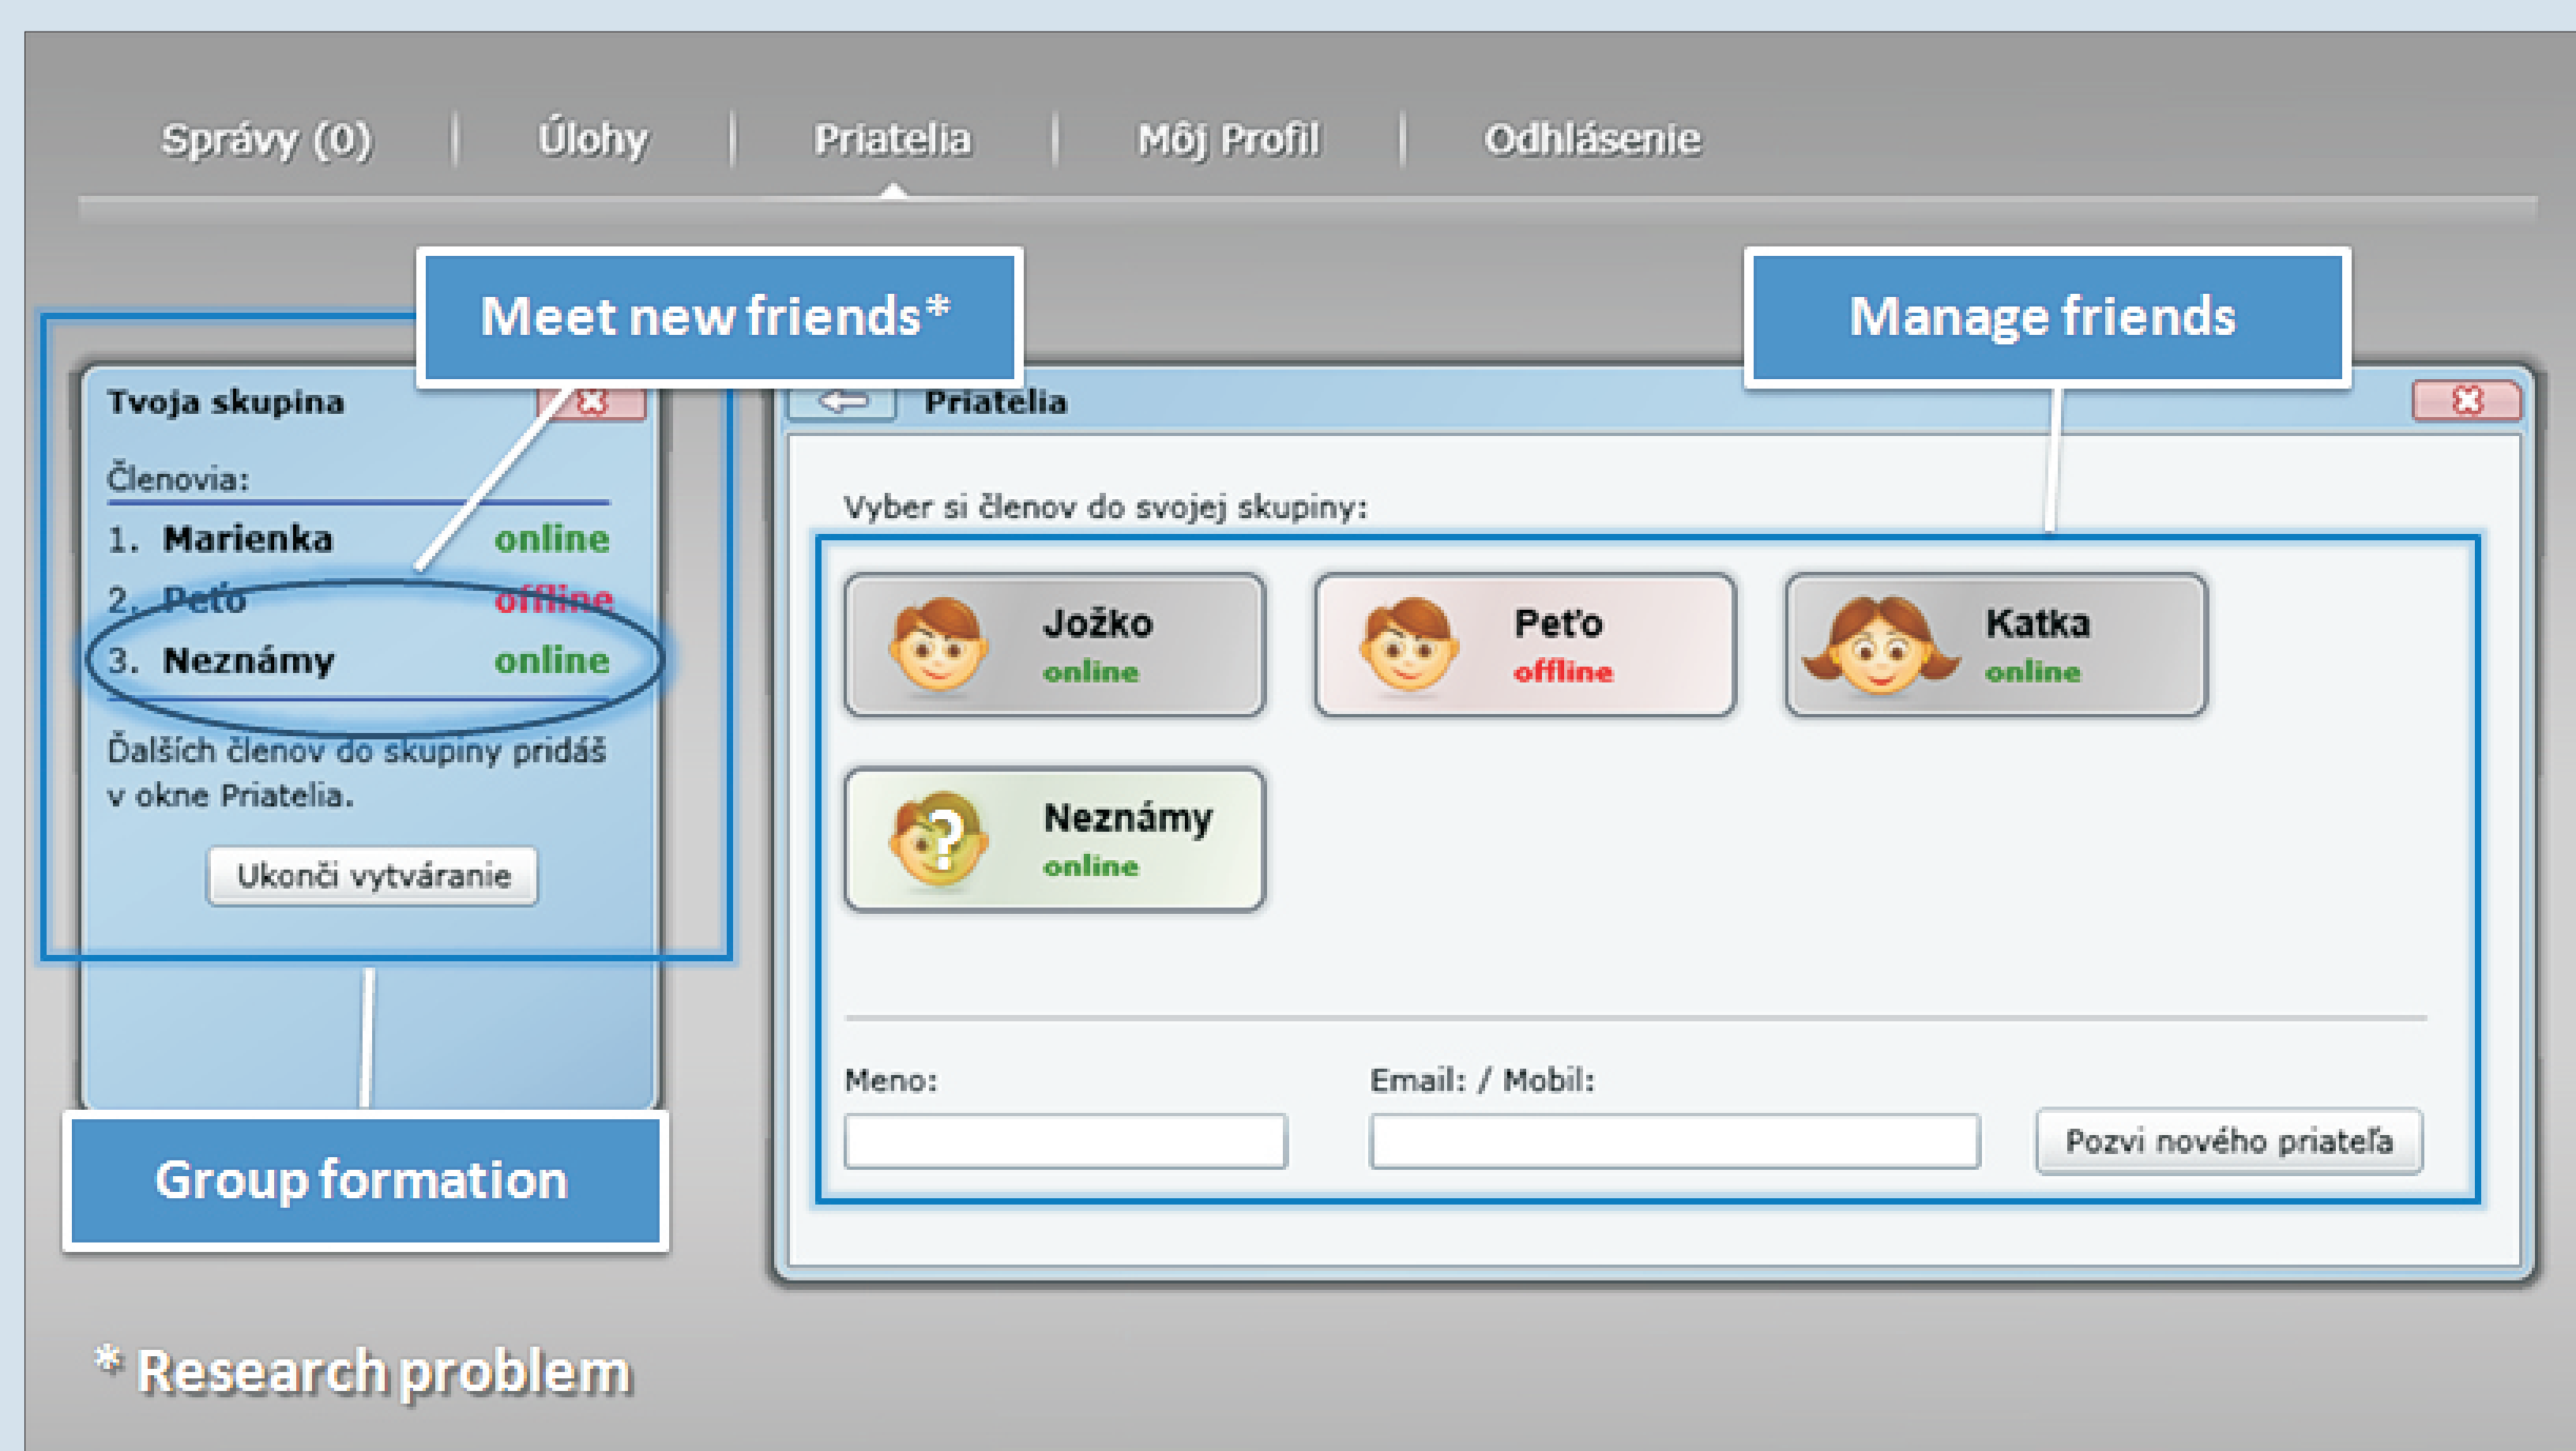 Správy (0) | Úlohy | Priatelia | Môj Profil | Odhlásenie
Meet new friends*
Manage friends
Tvoja skupina
Členovia:
1. Marienka online
2. Peťo offline
3. Neznámy online
Ďalších členov do skupiny pridáš
v okne Priatelia.
Ukonči vytváranie
Group formation
Priatelia
Vyber si členov do svojej skupiny:
Jožko
online
Peťo
offline
Katka
online
Neznámy
online
?
Meno:
Email: / Mobil:
Pozvi nového priateľa
* Research problem